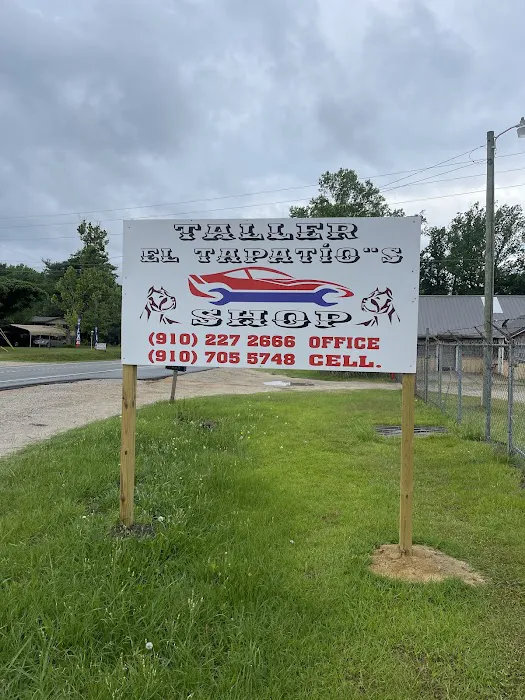 TALLER
EL TAPATÍO"S
SHOP
(910) 227 2666 OFFICE
(910) 705 5748 CELL.